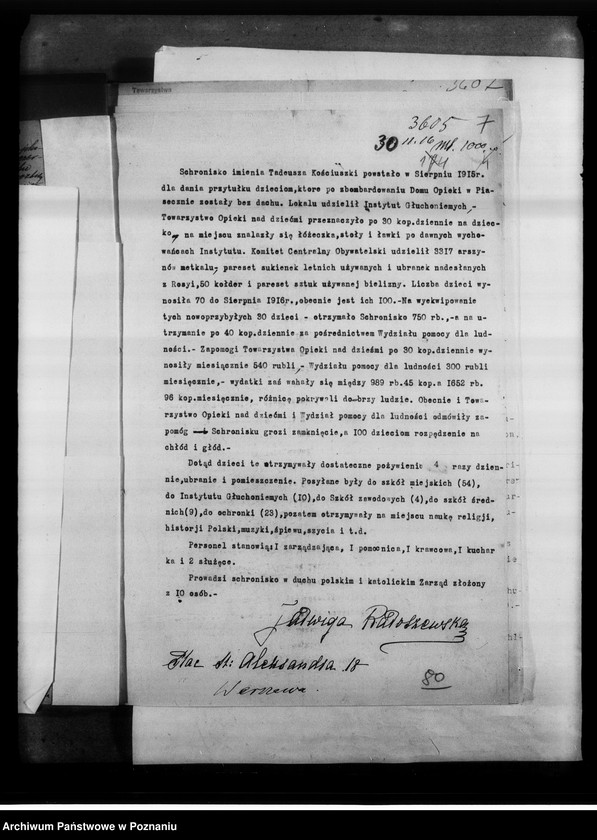 Towarzystwo
3602
3605 7
30 11.16 Mk. 1000
Schronisko imienia Tadeusza Kościuszki powstało w Sierpniu 1915r.
dla dania przytułku dzieciom,które po zbombardowaniu Domu Opieki w Pia-
secznie zostały bez dachu. Lokalu udzielił Instytut Głuchoniemych,-
Towarzystwo Opieki nad dziećmi przeznaczyło po 30 kop.dziennie na dziec-
ko, na miejscu znalazły się łóżeczka,stoły i ławki po dawnych wycho-
wańcach Instytutu. Komitet Centralny Obywatelski udzielił 3317 arszy-
nów metkalu, pareset sukienek letnich używanych i ubranek nadesłanych
z Rosyi,50 kołder i pareset sztuk używanej bielizny. Liczba dzieci wy-
nosiła 70 do Sierpnia 1916r.,obecnie jest ich 100.-Na wyekwipowanie
tych nowoprzybyłych 30 dzieci - otrzymało Schronisko 750 rb.,-a na u-
trzymanie po 40 kop.dziennie za pośrednictwem Wydziału pomocy dla lud-
ności.- Zapomogi Towarzystwa Opieki nad dziećmi po 30 kop.dziennie wy-
nosiły miesięcznie 540 rubli,- Wydziału pomocy dla ludności 300 rubli
miesięcznie,- wydatki zaś wahały się między 989 rb.45 kop.a 1652 rb.
96 kop.miesięcznie, różnicę pokrywali dobrzy ludzie. Obecnie i Towa-
rzystwo Opieki nad dziećmi i Wydział pomocy dla ludności odmówiły za-
pomóg - Schronisku grozi zamknięcie,a 100 dzieciom rozpędzenie na
chłód i głód.-
Dotąd dzieci te otrzymywały dostateczne pożywienie 4 razy dzien-
nie,ubranie i pomieszczenie. Posyłane były do szkół miejskich (54),
do Instytutu Głuchoniemych (10),do Szkół zawodowych (4),do szkół śred-
nich(9),do ochronki (23),pozatem otrzymywały na miejscu naukę religji,
historji Polski,muzyki,śpiewu,szycia i t.d.
Personel stanowią:I zarządzająca, I pomocnica,I krawcowa,I kuchar
ka i 2 służące.
Prowadzi schronisko w duchu polskim i katolickim Zarząd złożony
z 10 osób.-
Jadwiga Radoszewska
Plac St: Aleksandra 18
Warszawa.
80
Archiwum Państwowe w Poznaniu